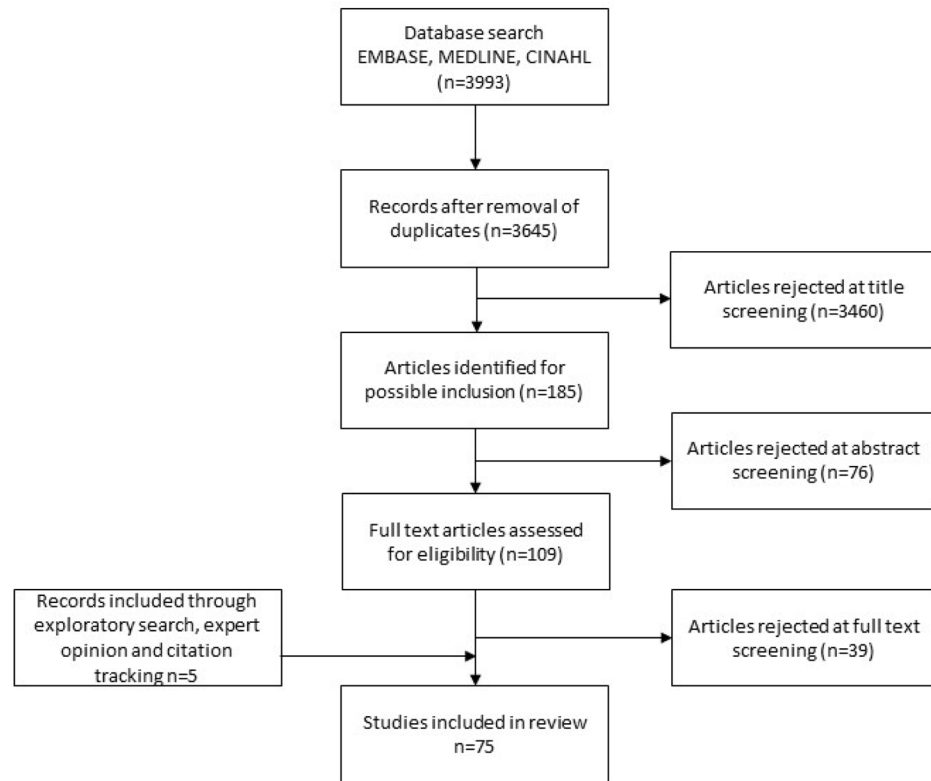 Database search
EMBASE, MEDLINE, CINAHL
(n=3993)
Records after removal of
duplicates (n=3645)
Articles rejected at title
screening (n=3460)
Articles identified for
possible inclusion (n=185)
Articles rejected at abstract
screening (n=76)
Full text articles assessed
for eligibility (n=109)
Records included through
exploratory search, expert
opinion and citation
tracking n=5
Articles rejected at full text
screening (n=39)
Studies included in review
n=75